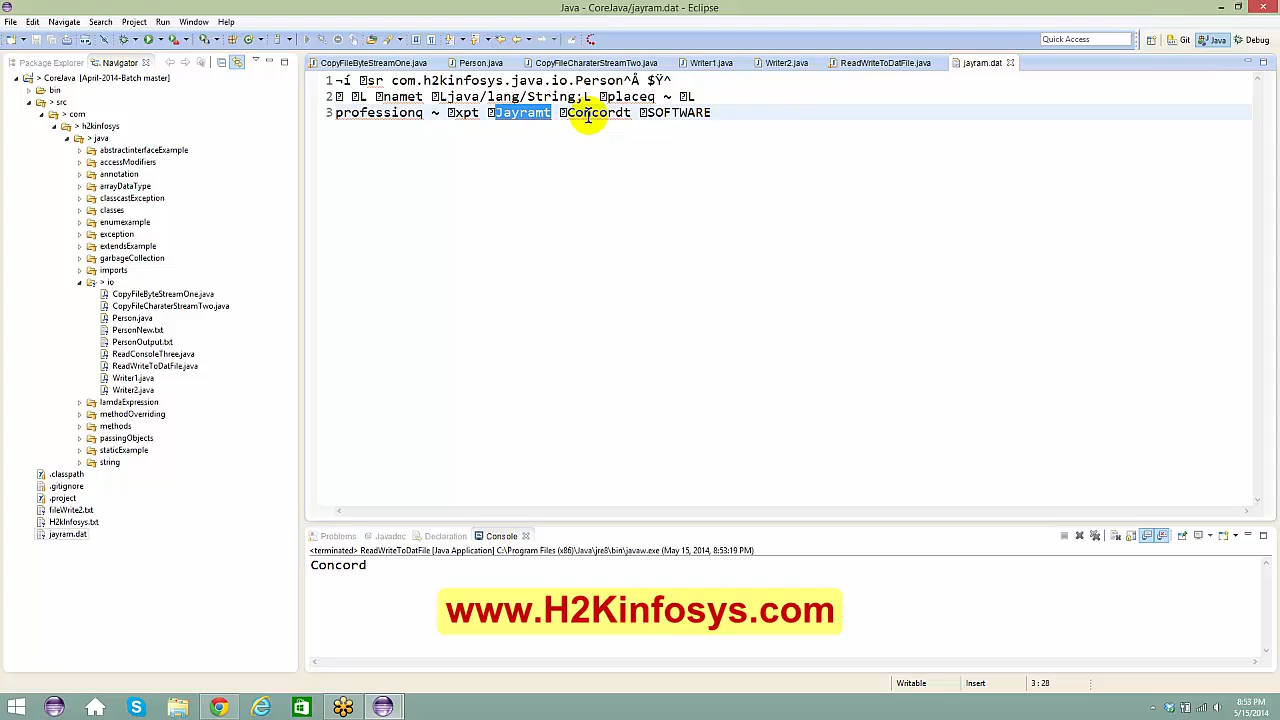 Java - CoreJava/jayram.dat - Eclipse
File Edit Navigate Search Project Run Window Help
Quick Access
Git
Java
Debug
Package Explorer
Navigator
CopyFileByteStreamOne.java
Person.java
CopyFileCharaterStreamTwo.java
Writer1.java
Writer2.java
ReadWriteToDatFile.java
jayram.dat
> CoreJava [April-2014-Batch master]
bin
> src
> com
> h2kinfosys
> java
abstractinterfaceExample
accessModifiers
annotation
arrayDataType
classcastException
classes
enumexample
exception
extendsExample
garbageCollection
imports
> io
CopyFileByteStreamOne.java
CopyFileCharaterStreamTwo.java
Person.java
PersonNew.txt
PersonOutput.txt
ReadConsoleThree.java
ReadWriteToDatFile.java
Writer1.java
Writer2.java
lamdaExpression
methodOverriding
methods
passingObjects
staticExample
string
.classpath
.gitignore
.project
fileWrite2.txt
H2kInfosys.txt
jayram.dat
1 ¬í sr com.h2kinfosys.java.io.Person^Å $Ÿ^
2 L namet Ljava/lang/String;L placeq ~ L
3 professionq ~ xpt Jayramt Concordt SOFTWARE
Problems
Javadoc
Declaration
Console
<terminated> ReadWriteToDatFile [Java Application] C:\Program Files (x86)\Java\jre8\bin\javaw.exe (May 15, 2014, 8:53:19 PM)
Concord
www.H2Kinfosys.com
Writable
Insert
3 : 28
8:53 PM
5/15/2014